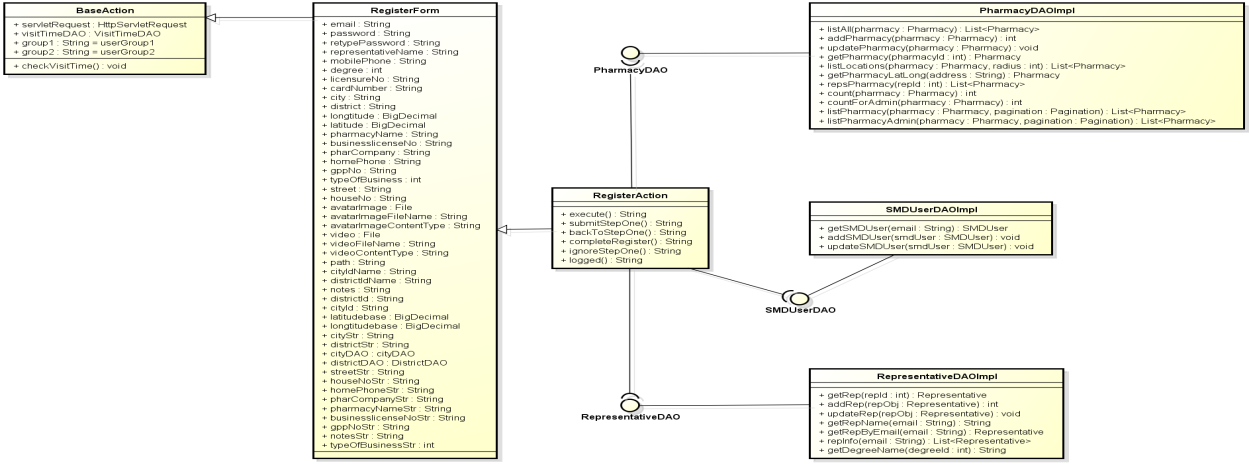 BaseAction
+ servletRequest : HttpServletRequest
+ visitTimeDAO : VisitTimeDAO
+ group1 : String = userGroup1
+ group2 : String = userGroup2
+ checkVisitTime() : void
RegisterForm
+ email : String
+ password : String
+ retypePassword : String
+ representativeName : String
+ mobilePhone : String
+ degree : int
+ licensureNo : String
+ cardNumber : String
+ city : String
+ district : String
+ longtitude : BigDecimal
+ latitude : BigDecimal
+ pharmacyName : String
+ businesslicenseNo : String
+ pharCompany : String
+ homePhone : String
+ gppNo : String
+ typeOfBusiness : int
+ street : String
+ houseNo : String
+ avatarImage : File
+ avatarImageFileName : String
+ avatarImageContentType : String
+ video : File
+ videoFileName : String
+ videoContentType : String
+ path : String
+ cityIdName : String
+ districtIdName : String
+ notes : String
+ districtId : String
+ cityId : String
+ latitudebase : BigDecimal
+ longtitudebase : BigDecimal
+ cityStr : String
+ districtStr : String
+ cityDAO : cityDAO
+ districtDAO : DistrictDAO
+ streetStr : String
+ houseNoStr : String
+ homePhoneStr : String
+ pharCompanyStr : String
+ pharmacyNameStr : String
+ businesslicenseNoStr : String
+ gppNoStr : String
+ notesStr : String
+ typeOfBusinessStr : int
PharmacyDAO
RegisterAction
+ execute() : String
+ submitStepOne() : String
+ backToStepOne() : String
+ completeRegister() : String
+ ignoreStepOne() : String
+ logged() : String
SMDUserDAO
RepresentativeDAO
PharmacyDAOImpl
+ listAll(pharmacy : Pharmacy) : List<Pharmacy>
+ addPharmacy(pharmacy : Pharmacy) : int
+ updatePharmacy(pharmacy : Pharmacy) : void
+ getPharmacy(pharmacyId : int) : Pharmacy
+ listLocations(pharmacy : Pharmacy, radius : int) : List<Pharmacy>
+ getPharmacyLatLong(address : String) : Pharmacy
+ repsPharmacy(repId : int) : List<Pharmacy>
+ count(pharmacy : Pharmacy) : int
+ countForAdmin(pharmacy : Pharmacy) : int
+ listPharmacy(pharmacy : Pharmacy, pagination : Pagination) : List<Pharmacy>
+ listPharmacyAdmin(pharmacy : Pharmacy, pagination : Pagination) : List<Pharmacy>
SMDUserDAOImpl
+ getSMDUser(email : String) : SMDUser
+ addSMDUser(smdUser : SMDUser) : void
+ updateSMDUser(smdUser : SMDUser) : void
RepresentativeDAOImpl
+ getRep(repId : int) : Representative
+ addRep(repObj : Representative) : int
+ updateRep(repObj : Representative) : void
+ getRepName(email : String) : String
+ getRepByEmail(email : String) : Representative
+ repInfo(email : String) : List<Representative>
+ getDegreeName(degreeId : int) : String